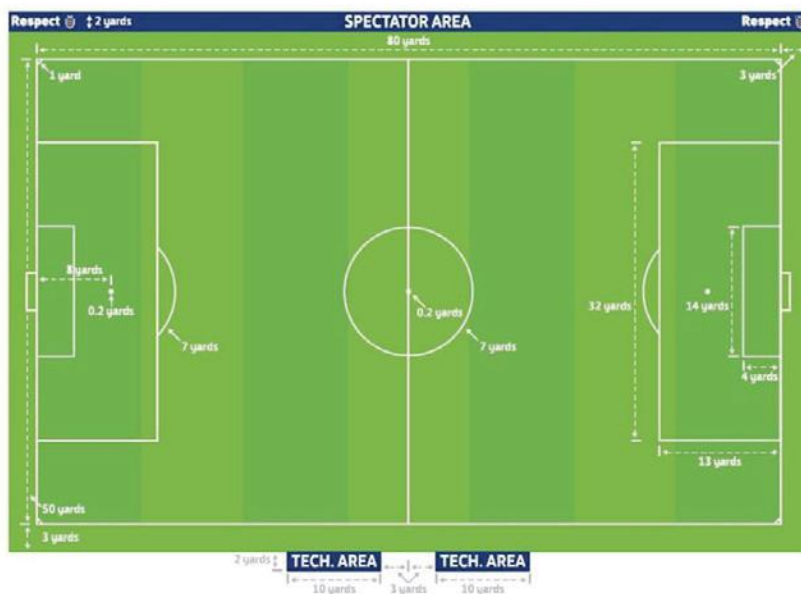 Respect 2 yards SPECTATOR AREA Respect
80 yards
1 yard 3 yards
8 yards
0.2 yards 0.2 yards 32 yards 14 yards
7 yards 7 yards
4 yards
13 yards
50 yards
3 yards
2 yards TECH. AREA TECH. AREA
10 yards 3 yards 10 yards